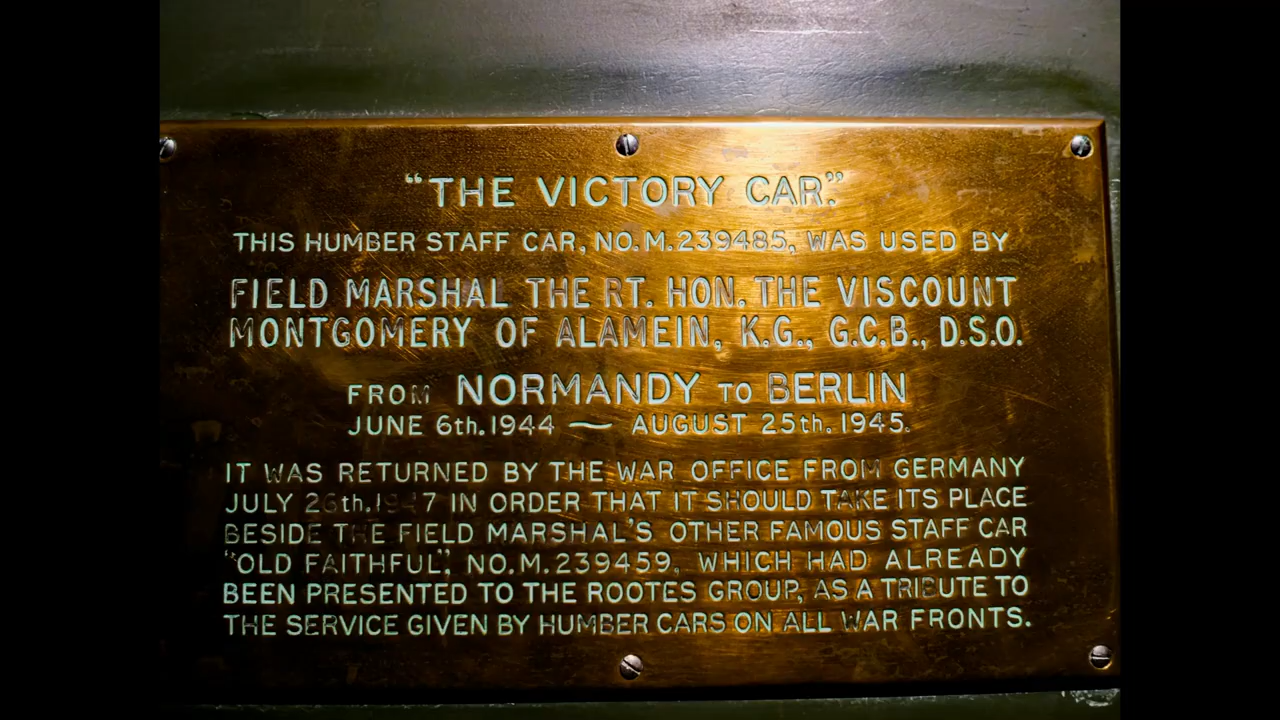 “THE VICTORY CAR”.
THIS HUMBER STAFF CAR, NO. M. 239485, WAS USED BY
FIELD MARSHAL THE RT. HON. THE VISCOUNT
MONTGOMERY OF ALAMEIN, K.G., G.C.B., D.S.O.
FROM NORMANDY TO BERLIN
JUNE 6th. 1944 — AUGUST 25th. 1945.
IT WAS RETURNED BY THE WAR OFFICE FROM GERMANY
JULY 26th. 1947 IN ORDER THAT IT SHOULD TAKE ITS PLACE
BESIDE THE FIELD MARSHAL'S OTHER FAMOUS STAFF CAR
“OLD FAITHFUL”, NO. M. 239459, WHICH HAD ALREADY
BEEN PRESENTED TO THE ROOTES GROUP, AS A TRIBUTE TO
THE SERVICE GIVEN BY HUMBER CARS ON ALL WAR FRONTS.